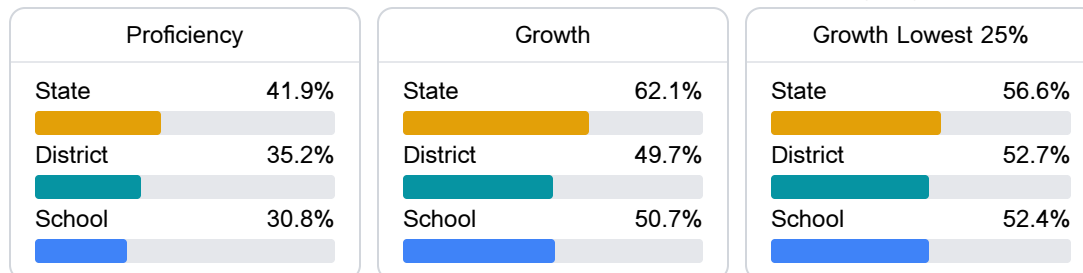 Proficiency
State 41.9%
District 35.2%
School 30.8%
Growth
State 62.1%
District 49.7%
School 50.7%
Growth Lowest 25%
State 56.6%
District 52.7%
School 52.4%